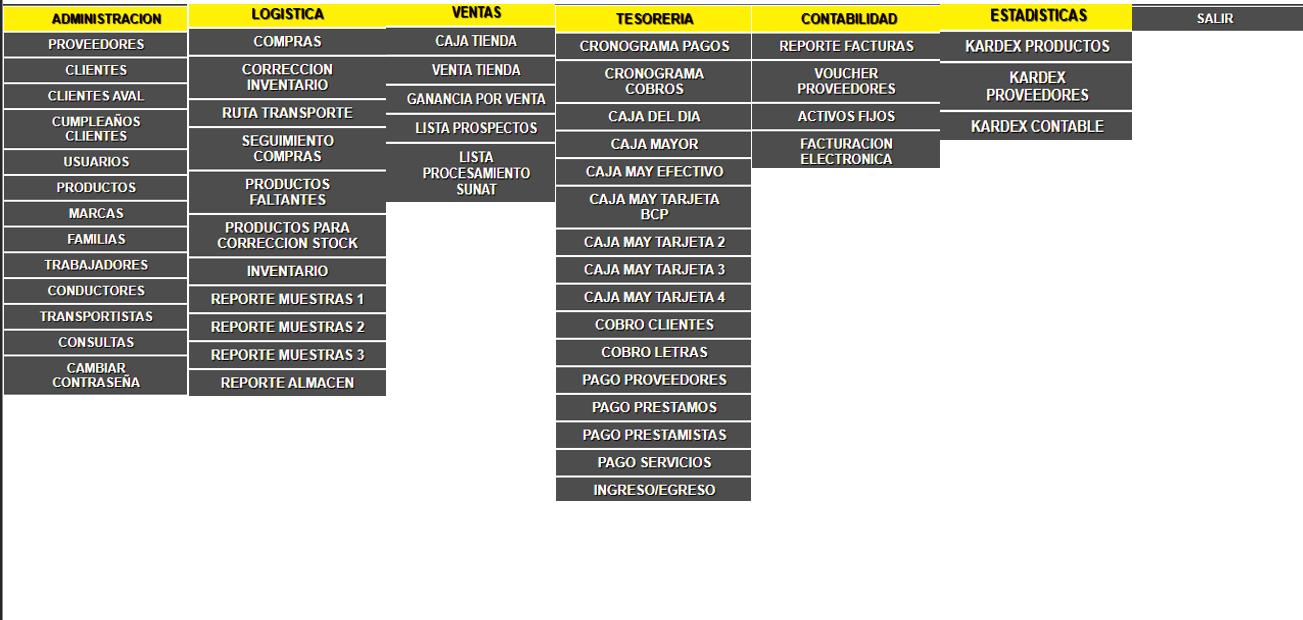 ADMINISTRACION
PROVEEDORES
CLIENTES
CLIENTES AVAL
CUMPLEAÑOS
CLIENTES
USUARIOS
PRODUCTOS
MARCAS
FAMILIAS
TRABAJADORES
CONDUCTORES
TRANSPORTISTAS
CONSULTAS
CAMBIAR
CONTRASEÑA
LOGISTICA
COMPRAS
CORRECCION
INVENTARIO
RUTA TRANSPORTE
SEGUIMIENTO
COMPRAS
PRODUCTOS
FALTANTES
PRODUCTOS PARA
CORRECCION STOCK
INVENTARIO
REPORTE MUESTRAS 1
REPORTE MUESTRAS 2
REPORTE MUESTRAS 3
REPORTE ALMACEN
VENTAS
CAJA TIENDA
VENTA TIENDA
GANANCIA POR VENTA
LISTA PROSPECTOS
LISTA
PROCESAMIENTO
SUNAT
TESORERIA
CRONOGRAMA PAGOS
CRONOGRAMA
COBROS
CAJA DEL DIA
CAJA MAYOR
CAJA MAY EFECTIVO
CAJA MAY TARJETA
BCP
CAJA MAY TARJETA 2
CAJA MAY TARJETA 3
CAJA MAY TARJETA 4
COBRO CLIENTES
COBRO LETRAS
PAGO PROVEEDORES
PAGO PRESTAMOS
PAGO PRESTAMISTAS
PAGO SERVICIOS
INGRESO/EGRESO
CONTABILIDAD
REPORTE FACTURAS
VOUCHER
PROVEEDORES
ACTIVOS FIJOS
FACTURACION
ELECTRONICA
ESTADISTICAS
KARDEX PRODUCTOS
KARDEX
PROVEEDORES
KARDEX CONTABLE
SALIR